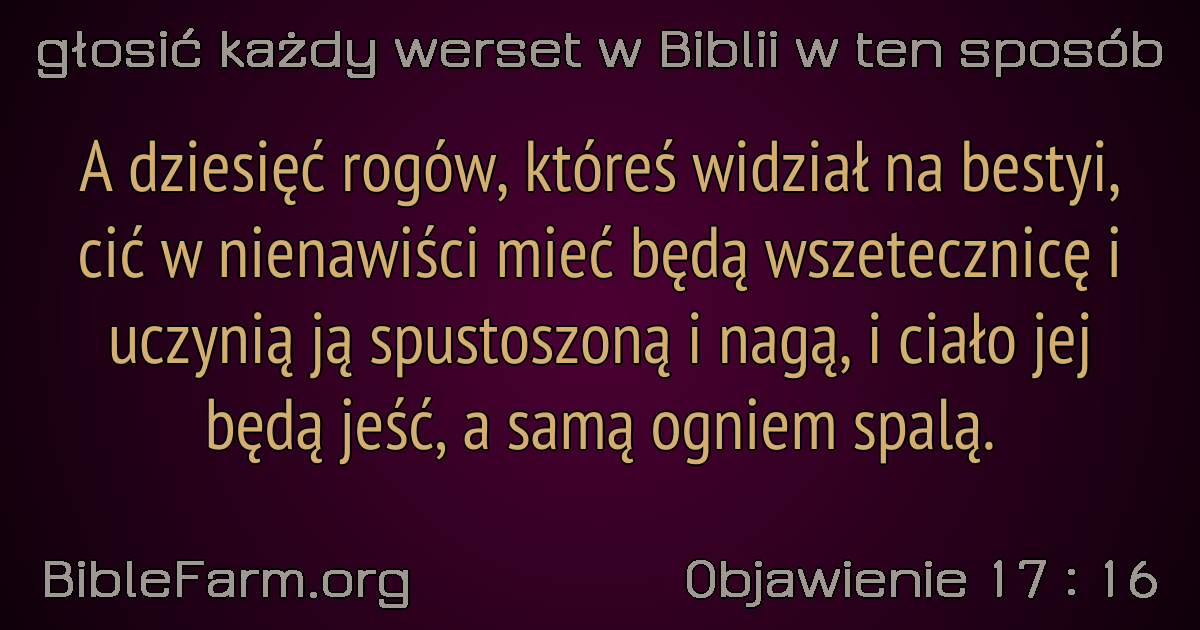 głosić każdy werset w Biblii w ten sposób
A dziesięć rogów, któreś widział na bestyi,
cić w nienawiści mieć będą wszetecznicę i
uczynią ją spustoszoną i nagą, i ciało jej
będą jeść, a samą ogniem spalą.
BibleFarm.org
Objawienie 17 : 16